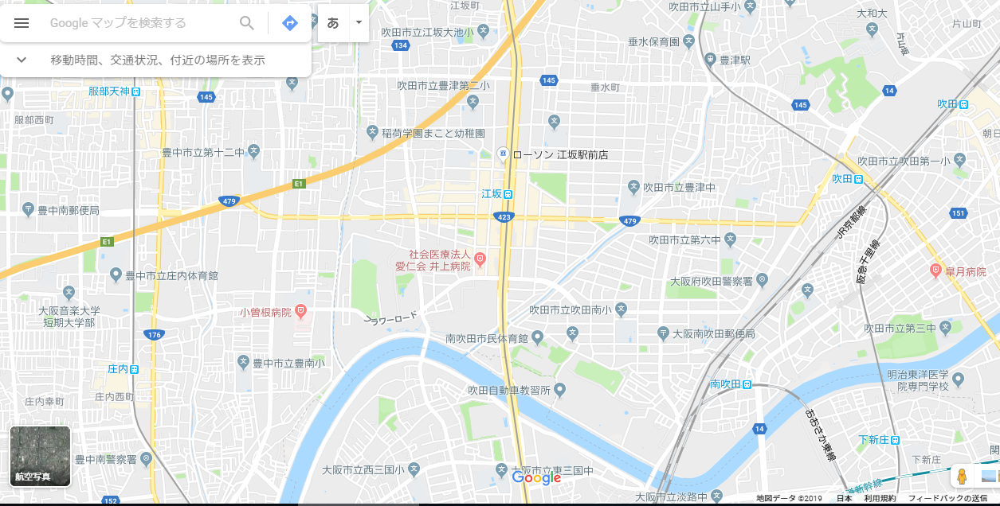 江坂町
吹田市立山手小
大和大
片山町
Google マップを検索する
あ
吹田市立江坂大池小
134
垂水保育園
片山坂
移動時間、交通状況、付近の場所を表示
豊津駅
服部天神
145
吹田市立豊津第二小
145
垂水町
145
14
吹田
服部西町
稲荷学園まこと幼稚園
朝日
豊中市立第十二中
ローソン 江坂駅前店
吹田市立吹田第一小
E1
江坂
吹田市立豊津中
吹田
479
豊中南郵便局
423
479
JR京都線
151
E1
吹田市立第六中
社会医療法人
愛仁会 井上病院
阪急千里線
豊中市立庄内体育館
大阪府吹田警察署
皐月病院
大阪音楽大学
短期大学部
小曽根病院
吹田市立吹田南小
フラワーロード
176
南吹田市民体育館
大阪南吹田郵便局
吹田市立第三中
庄内
豊中市立豊南小
吹田自動車教習所
南吹田
明治東洋医学
院専門学校
庄内幸町
庄内西町
14
おおさか東線
下新庄
豊中南警察署
大阪市立西三国小
大阪市立東三国中
下新庄
関
航空写真
Google
新幹線
152
大阪市立淡路中
地図データ ©2019
日本
利用規約
フィードバックの送信